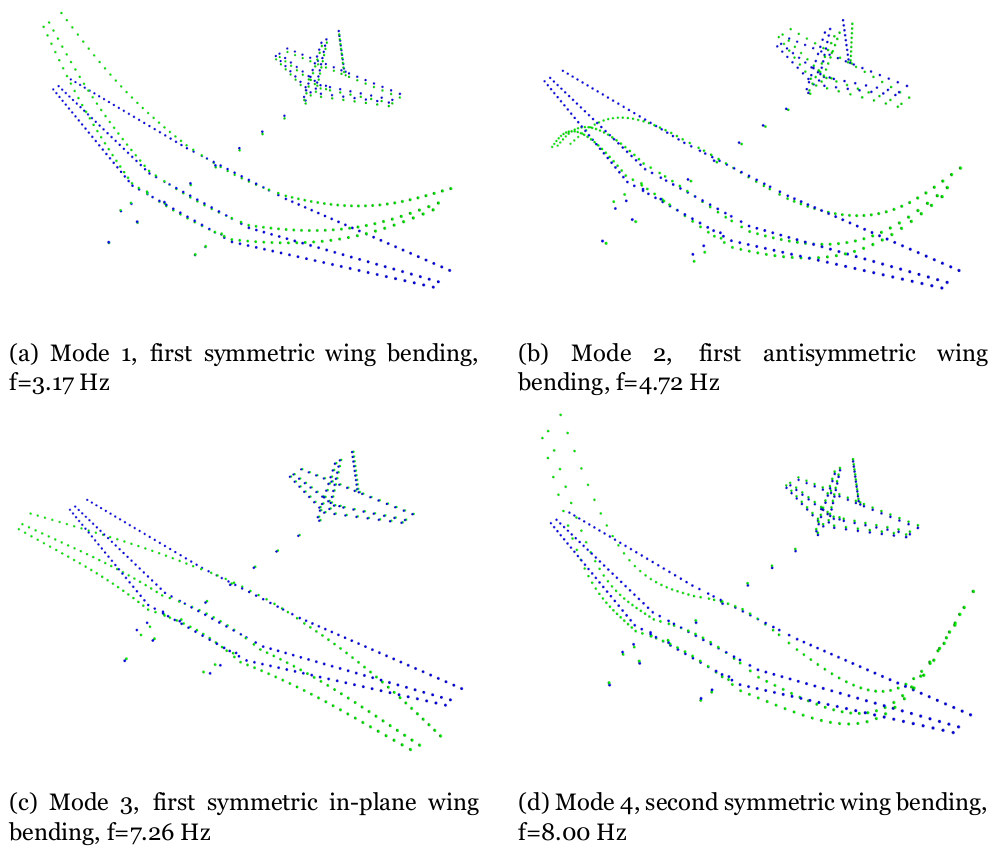 (a) Mode 1, first symmetric wing bending,
f=3.17 Hz
(b) Mode 2, first antisymmetric wing
bending, f=4.72 Hz
(c) Mode 3, first symmetric in-plane wing
bending, f=7.26 Hz
(d) Mode 4, second symmetric wing bending,
f=8.00 Hz